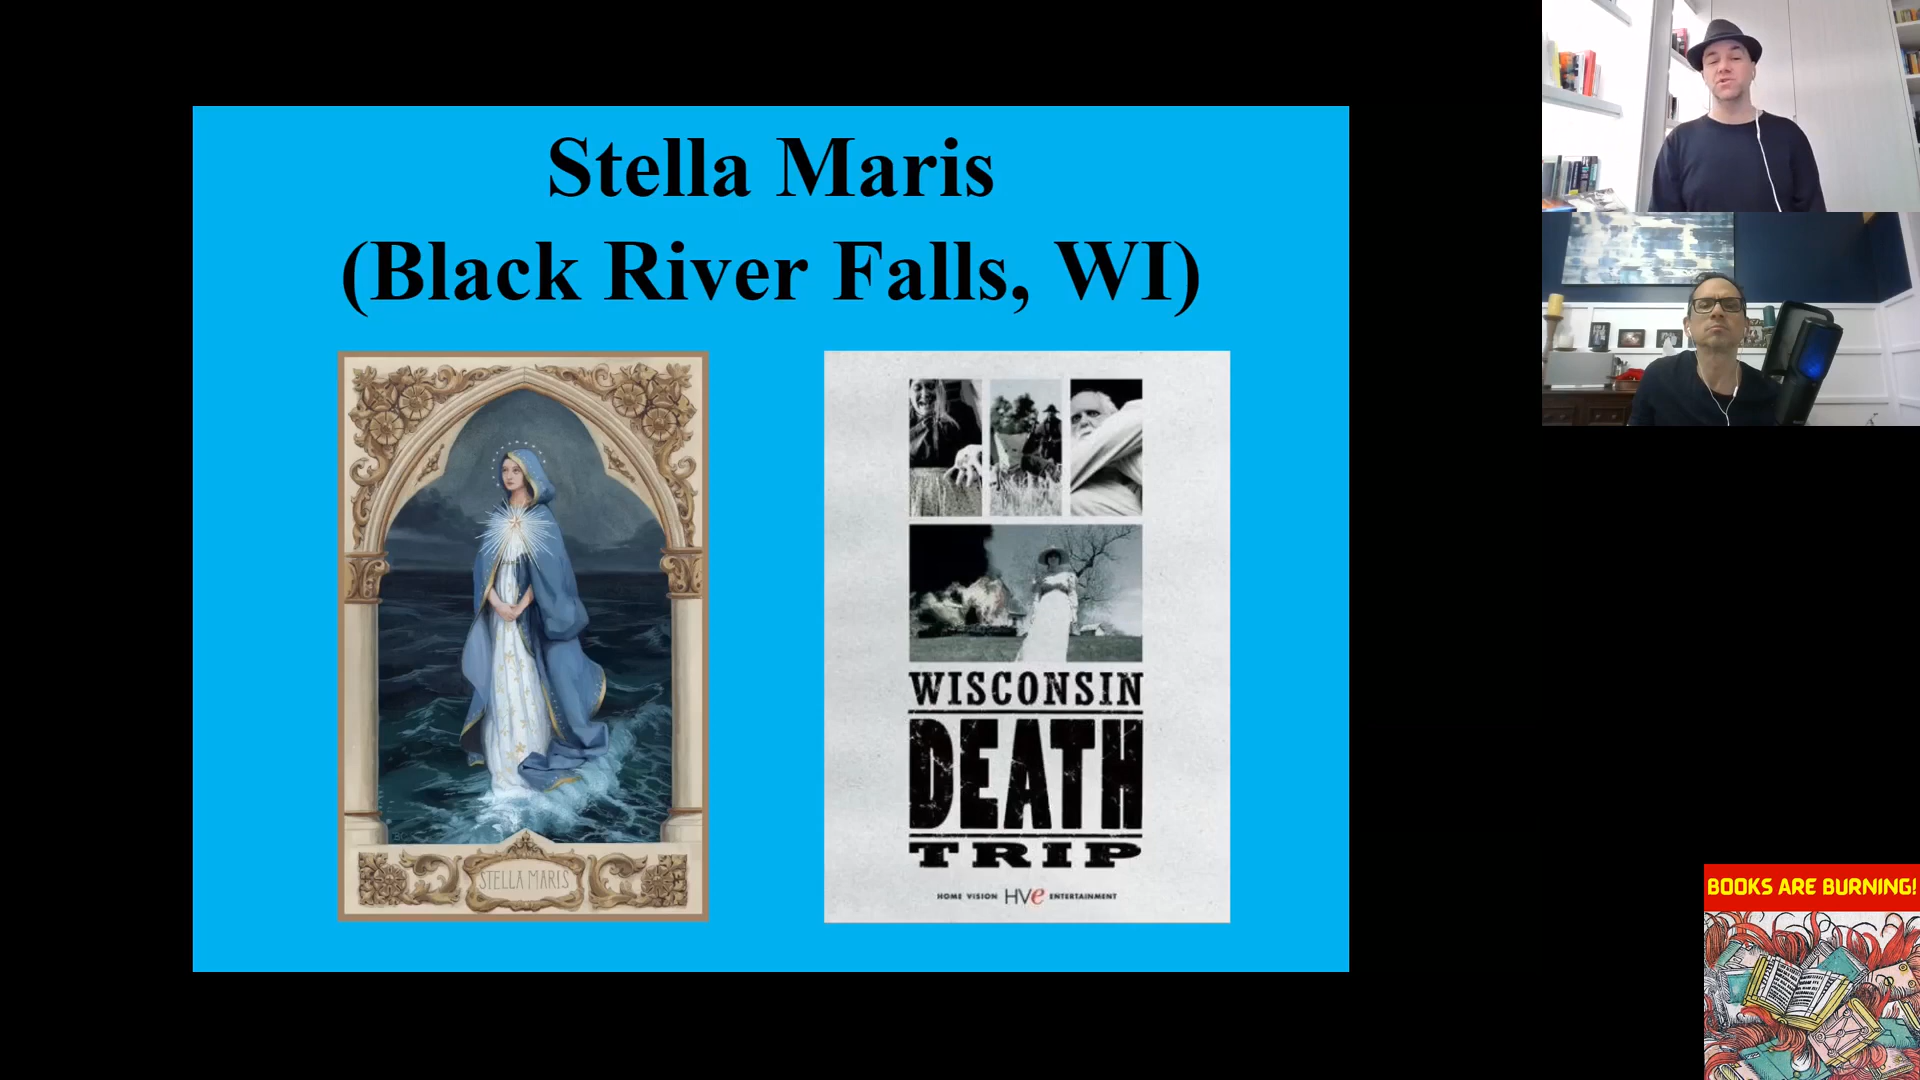 Stella Maris
(Black River Falls, WI)
STELLA MARIS
WISCONSIN
DEATH
TRIP
HOME VISION HVe ENTERTAINMENT
BOOKS ARE BURNING!